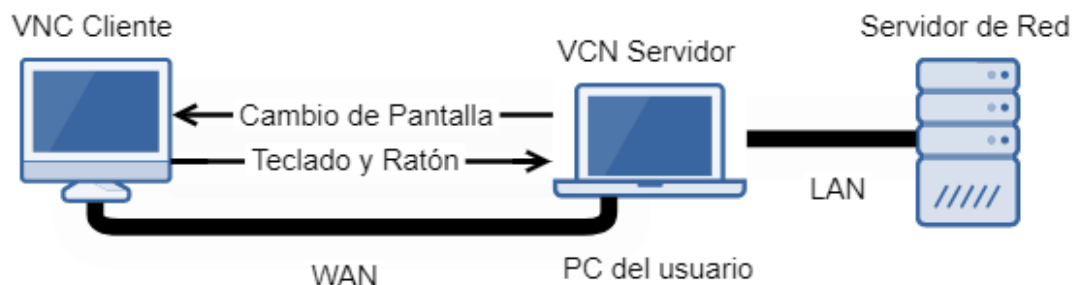 VNC Cliente
VCN Servidor
Servidor de Red
Cambio de Pantalla
Teclado y Ratón
LAN
WAN
PC del usuario